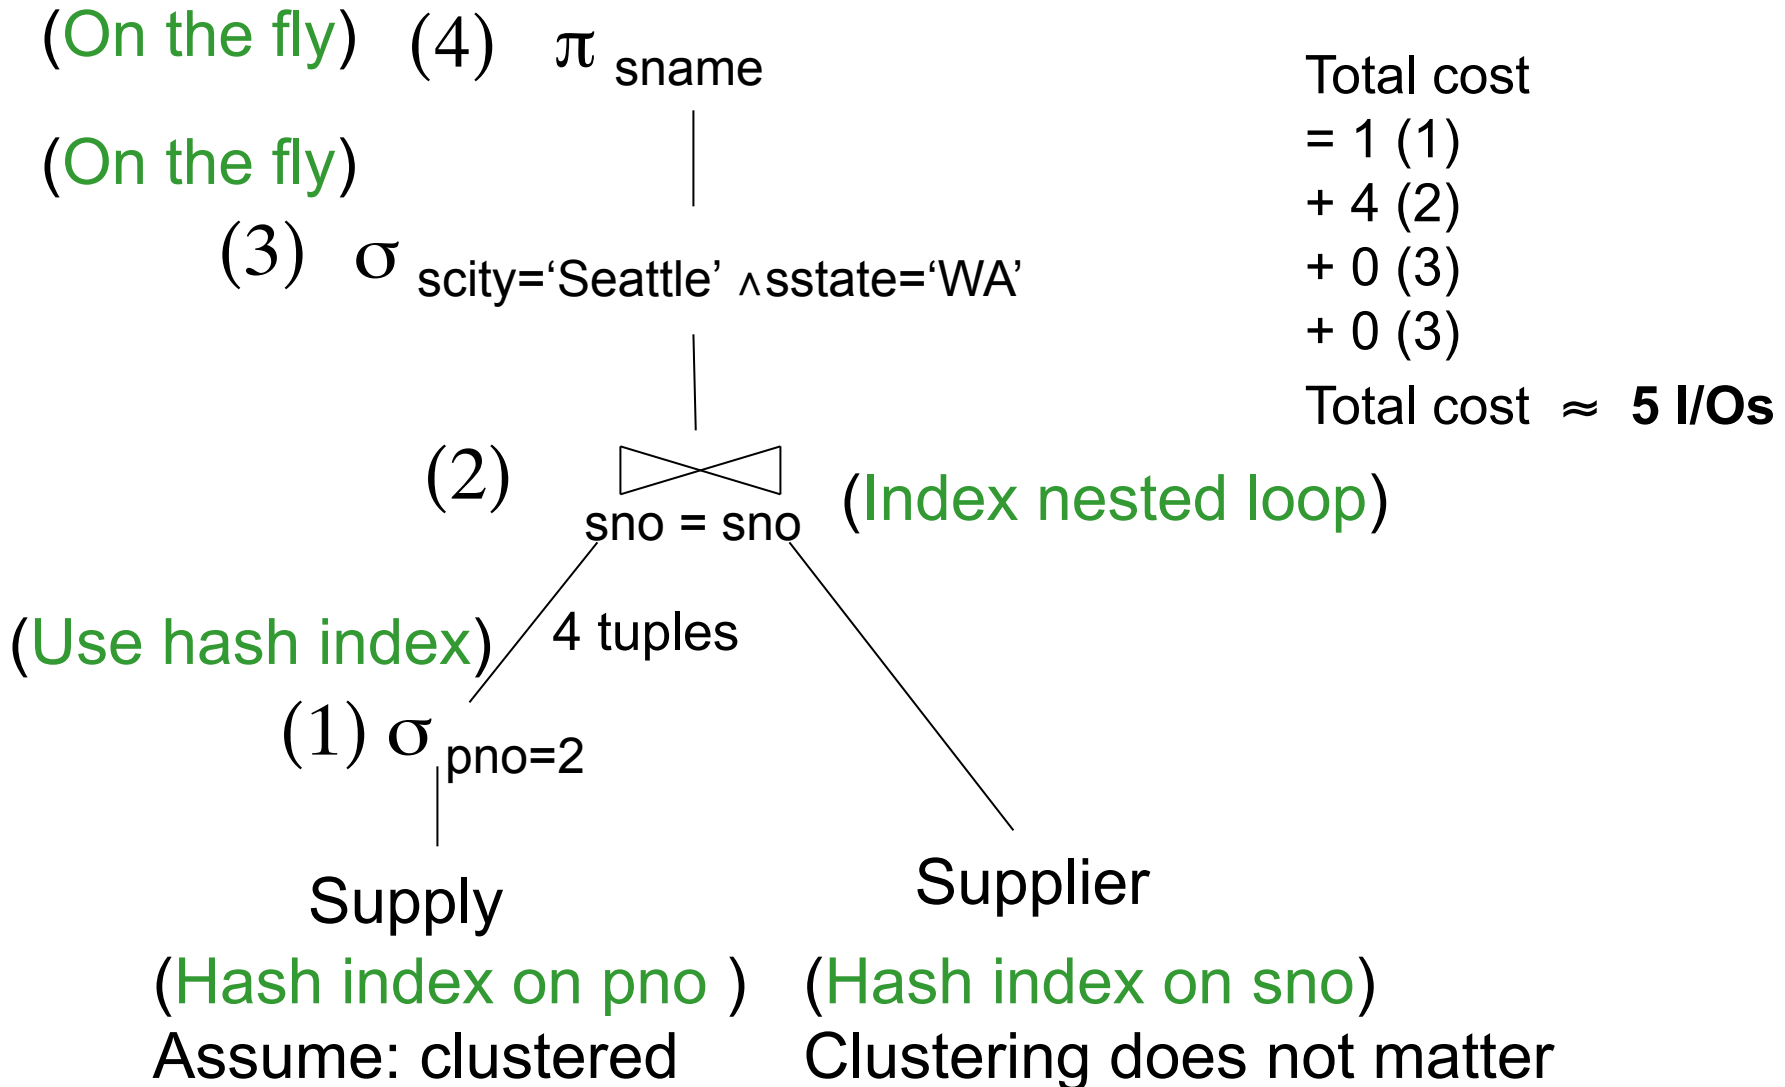 (On the fly) (4) π sname
(On the fly)
(3) σ scity=‘Seattle’ ∧sstate=‘WA’
(2)
sno = sno
(Index nested loop)
(Use hash index)
4 tuples
(1) σ pno=2
Supply
Supplier
(Hash index on pno )
(Hash index on sno)
Assume: clustered
Clustering does not matter
Total cost
= 1 (1)
+ 4 (2)
+ 0 (3)
+ 0 (3)
Total cost ≈ 5 I/Os